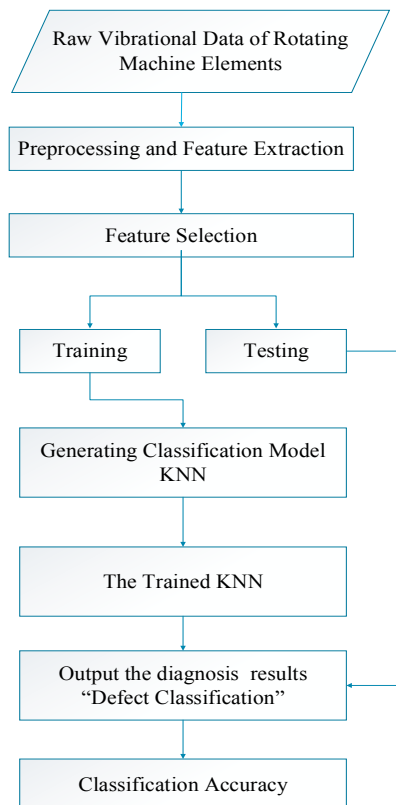 Raw Vibrational Data of Rotating
Machine Elements
Preprocessing and Feature Extraction
Feature Selection
Training
Testing
Generating Classification Model
KNN
The Trained KNN
Output the diagnosis results
“Defect Classification”
Classification Accuracy